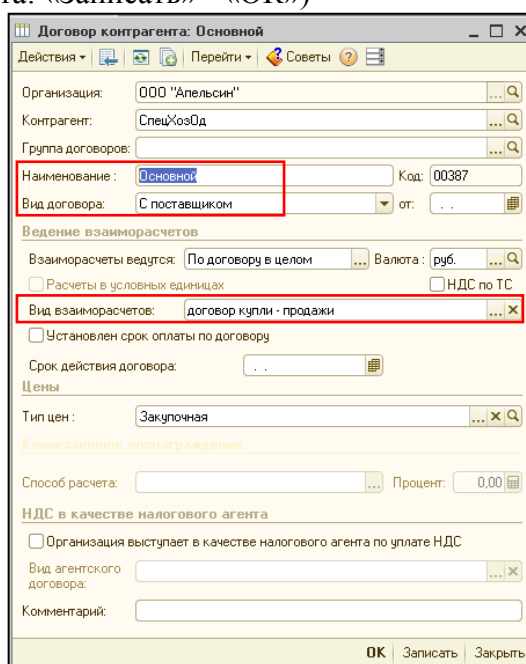 та: «Записать» – «ОК»)
Договор контрагента: Основной
Действия Перейти Советы
Организация: ООО "Апельсин" ...
Контрагент: СпецХозОд ...
Группа договоров: ...
Наименование : Основной Код: 00387
Вид договора: С поставщиком от: . .
Ведение взаиморасчетов
Взаиморасчеты ведутся: По договору в целом ... Валюта : руб. ...
Расчеты в условных единицах НДС по ТС
Вид взаиморасчетов: договор купли - продажи ...
Установлен срок оплаты по договору
Срок действия договора: . .
Цены
Тип цен : Закупочная ...
Комиссионное вознаграждение
Способ расчета: ... Процент: 0,00
НДС в качестве налогового агента
Организация выступает в качестве налогового агента по уплате НДС
Вид агентского договора: ...
Комментарий:
ОК Записать Закрыть